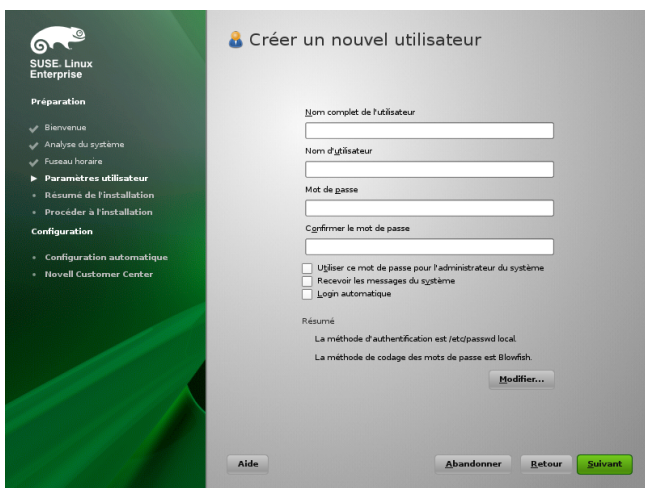 SUSE. Linux
Enterprise
Préparation
Bienvenue
Analyse du système
Fuseau horaire
Paramètres utilisateur
Résumé de l'installation
Procéder à l'installation
Configuration
Configuration automatique
Novell Customer Center
Créer un nouvel utilisateur
Nom complet de l'utilisateur
Nom d'utilisateur
Mot de passe
Confirmer le mot de passe
Utiliser ce mot de passe pour l'administrateur du système
Recevoir les messages du système
Login automatique
Résumé
La méthode d'authentification est /etc/passwd local.
La méthode de codage des mots de passe est Blowfish.
Modifier...
Aide
Abandonner
Retour
Suivant